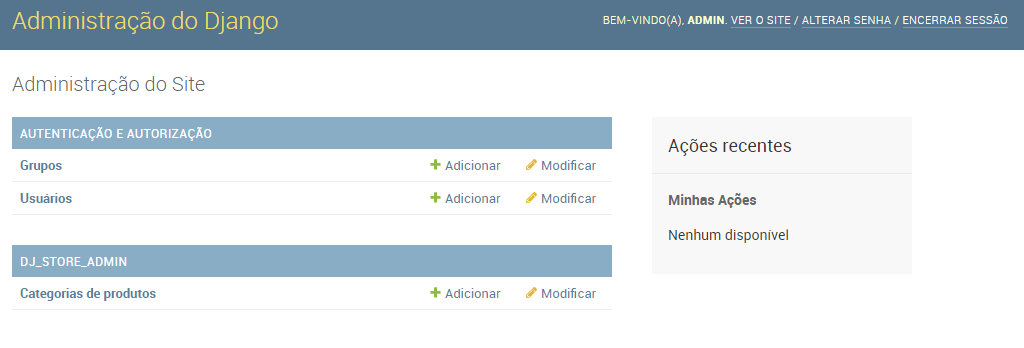 Administração do Django
BEM-VINDO(A), ADMIN. VER O SITE / ALTERAR SENHA / ENCERRAR SESSÃO
Administração do Site
AUTENTICAÇÃO E AUTORIZAÇÃO
Grupos Adicionar Modificar
Usuários Adicionar Modificar
DJ_STORE_ADMIN
Categorias de produtos Adicionar Modificar
Ações recentes
Minhas Ações
Nenhum disponível